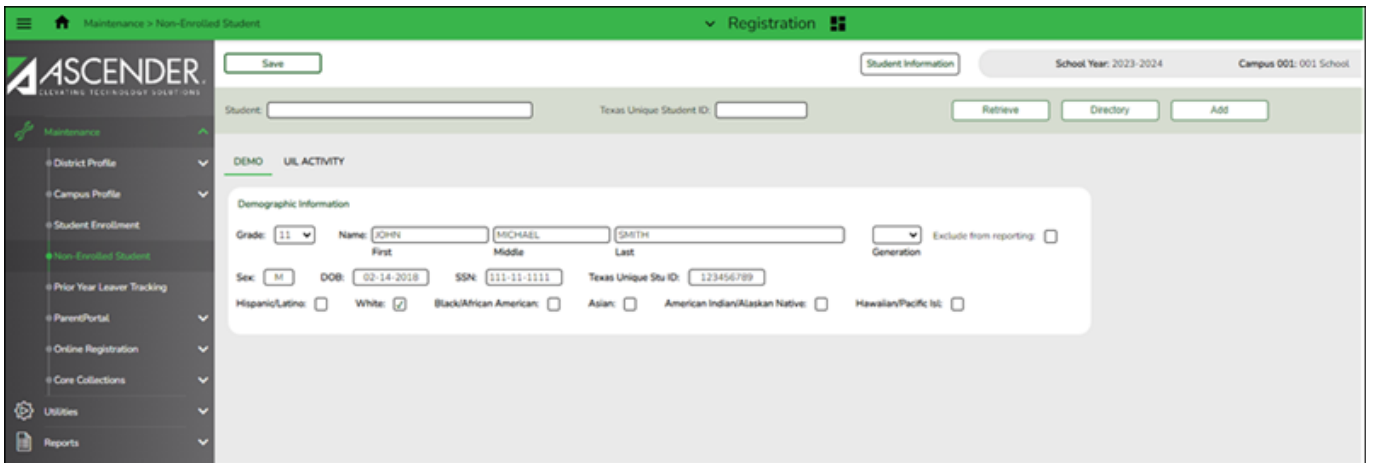 Maintenance > Non-Enrolled Student
Registration
ASCENDER
ELEVATING TECHNOLOGY SOLUTIONS
Save
Student Information
School Year: 2023-2024
Campus 001: 001 School
Student:
Texas Unique Student ID:
Retrieve
Directory
Add
Maintenance
District Profile
Campus Profile
Student Enrollment
Non-Enrolled Student
Prior Year Leaver Tracking
ParentPortal
Online Registration
Core Collections
Utilities
Reports
DEMO UIL ACTIVITY
Demographic Information
Grade: 11 Name: JOHN MICHAEL SMITH Exclude from reporting:
First Middle Last Generation
Sex: M DOB: 02-14-2018 SSN: 111-11-1111 Texas Unique Stu ID: 123456789
Hispanic/Latino: White: Black/African American: Asian: American Indian/Alaskan Native: Hawaiian/Pacific Isl: